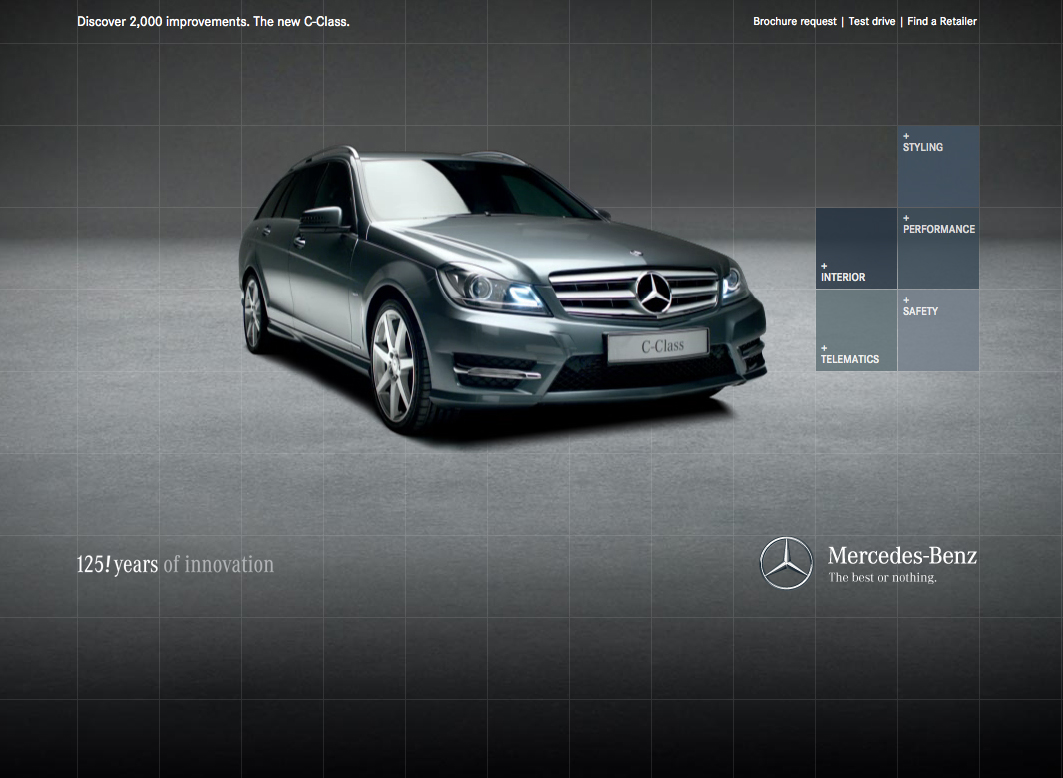 Discover 2,000 improvements. The new C-Class.
Brochure request | Test drive | Find a Retailer
+
STYLING
+
PERFORMANCE
+
INTERIOR
+
SAFETY
+
TELEMATICS
C-Class
125! years of innovation
Mercedes-Benz
The best or nothing.